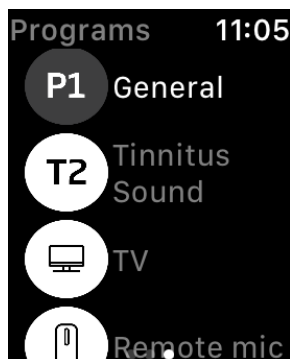 Programs 11:05
P1 General
T2 Tinnitus
Sound
TV
Remote mic